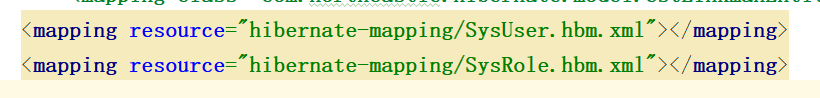 <mapping resource="hibernate-mapping/SysUser.hbm.xml"></mapping>
<mapping resource="hibernate-mapping/SysRole.hbm.xml"></mapping>